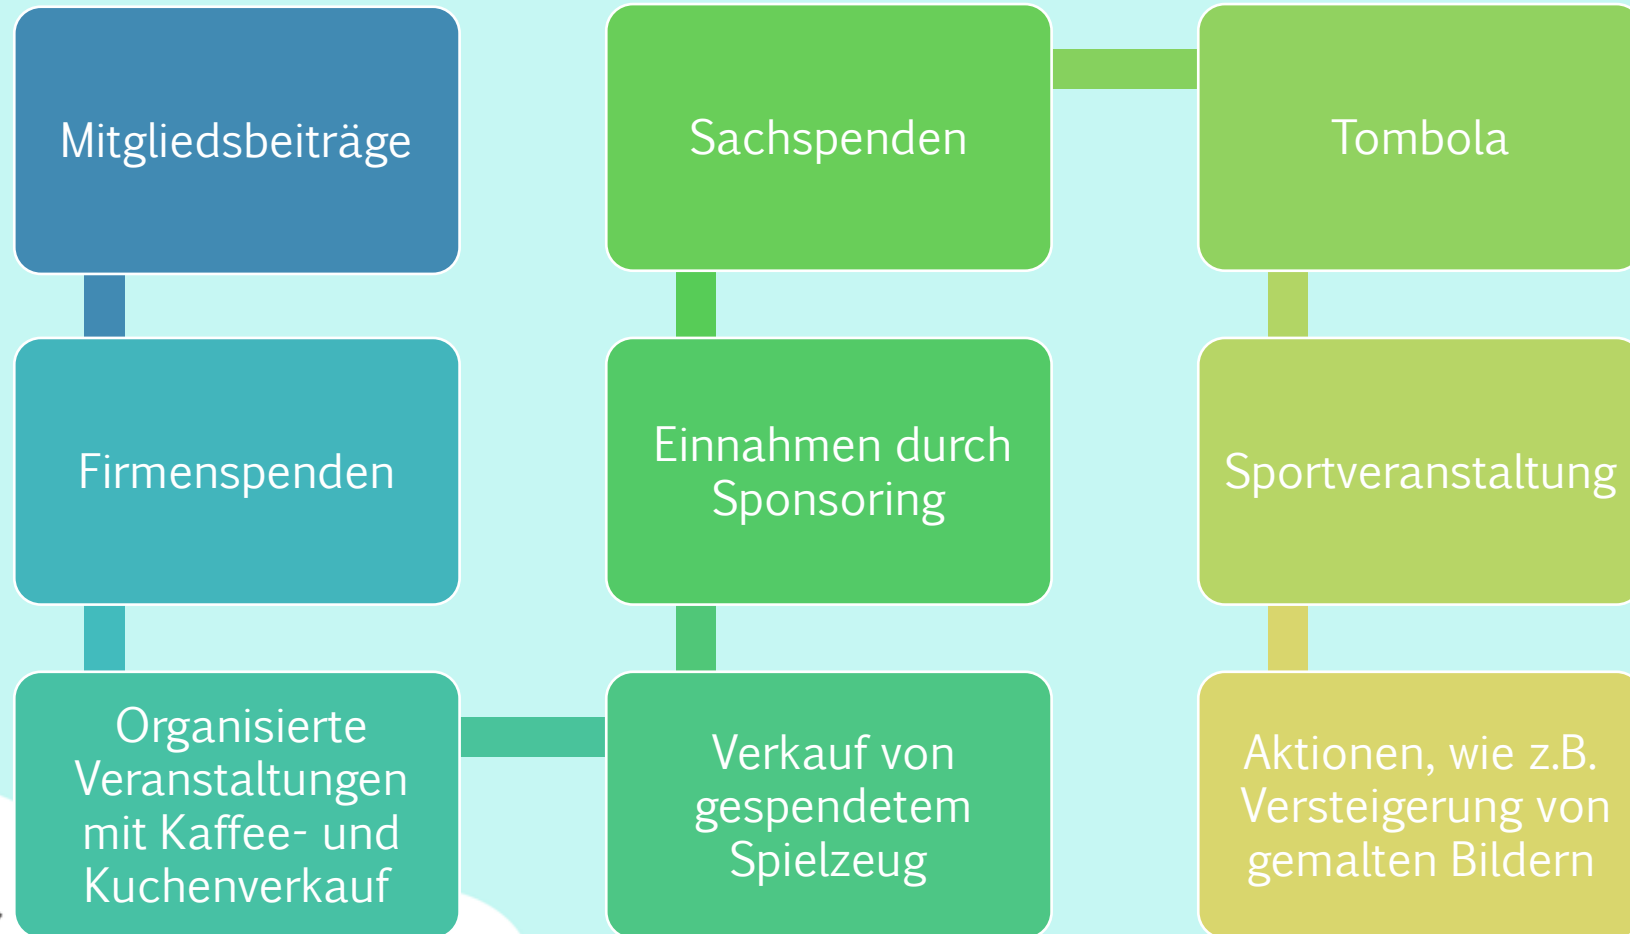 Mitgliedsbeiträge
Firmenspenden
Organisierte
Veranstaltungen
mit Kaffee- und
Kuchenverkauf
Verkauf von
gespendetem
Spielzeug
Einnahmen durch
Sponsoring
Sachspenden
Tombola
Sportveranstaltung
Aktionen, wie z.B.
Versteigerung von
gemalten Bildern